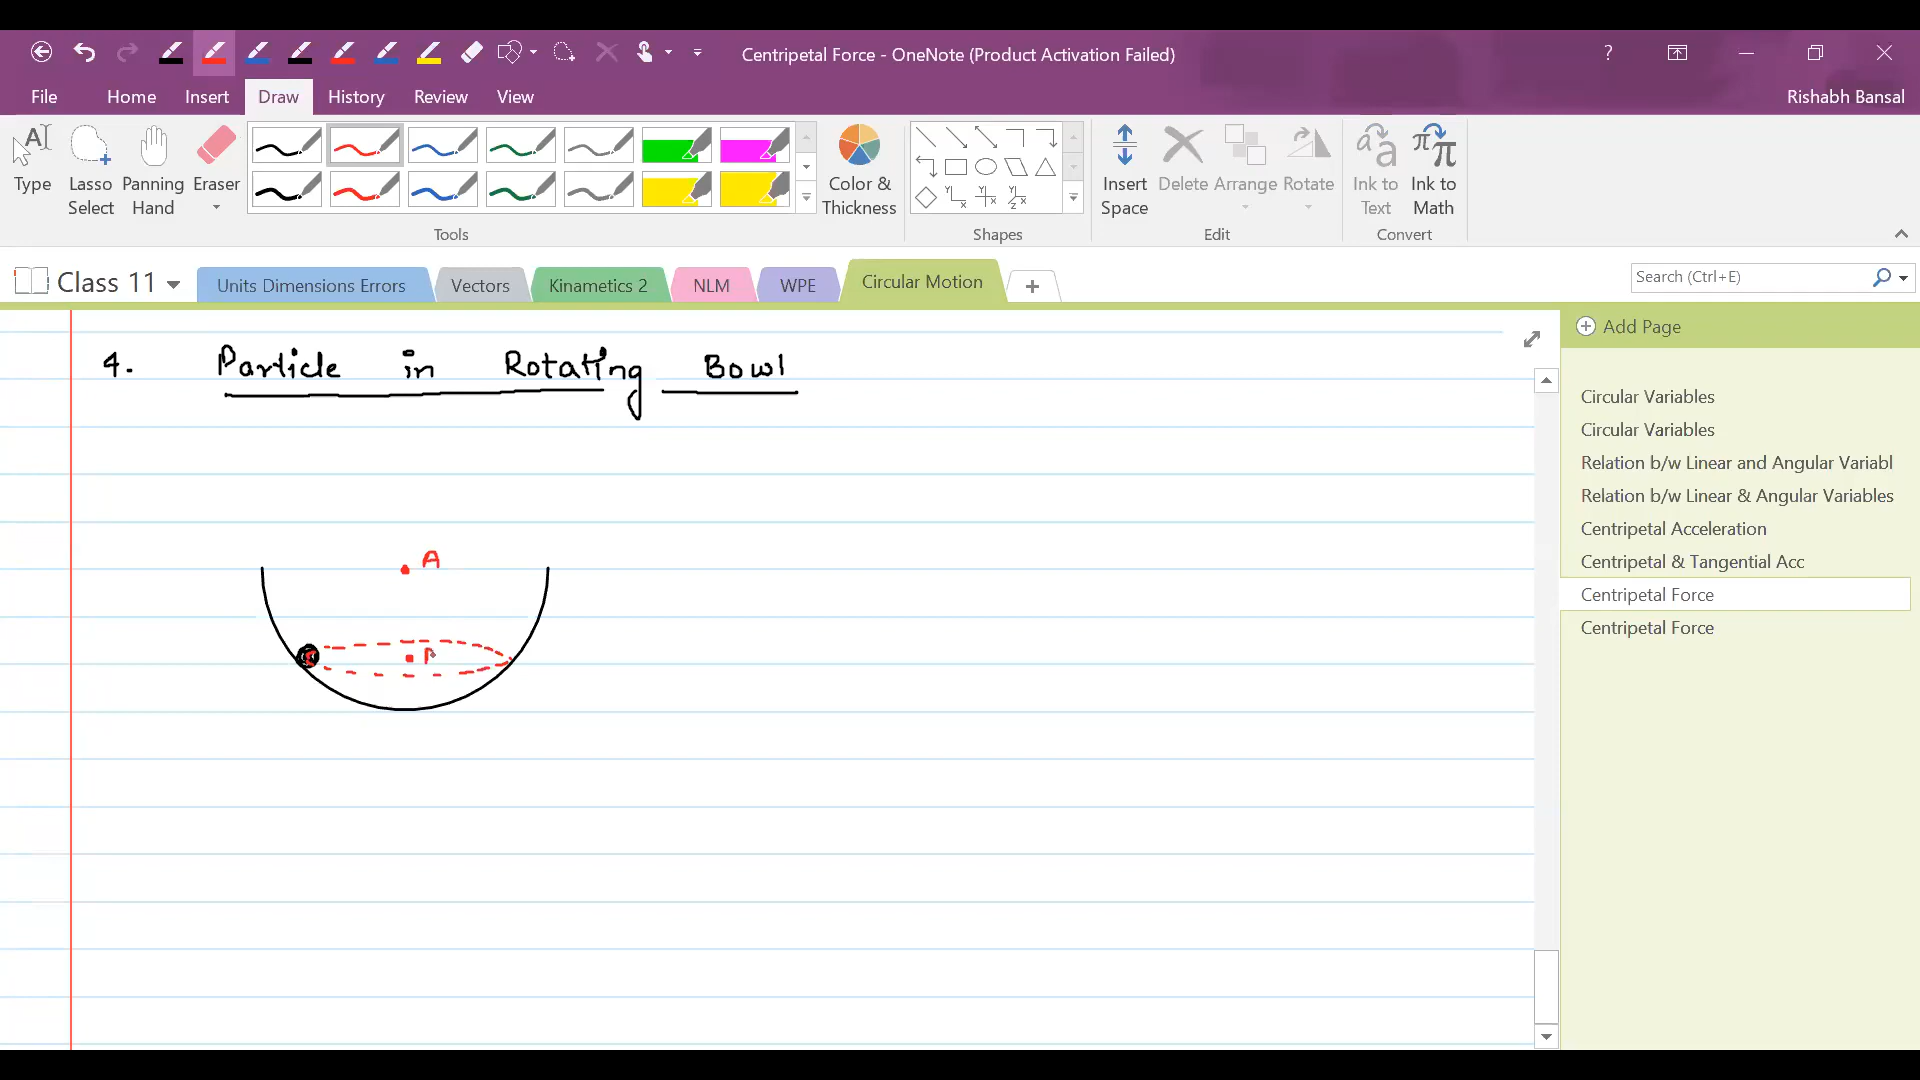 Centripetal Force - OneNote (Product Activation Failed)
?
File Home Insert Draw History Review View
Rishabh Bansal
Type
Lasso Select
Panning Hand
Eraser
Color & Thickness
Insert Space
Delete
Arrange
Rotate
Ink to Text
Ink to Math
Tools
Shapes
Edit
Convert
Class 11
Units Dimensions Errors
Vectors
Kinametics 2
NLM
WPE
Circular Motion
Search (Ctrl+E)
Add Page
4. Particle in Rotating Bowl
Circular Variables
Circular Variables
Relation b/w Linear and Angular Variabl
Relation b/w Linear & Angular Variables
Centripetal Acceleration
Centripetal & Tangential Acc
Centripetal Force
Centripetal Force
A